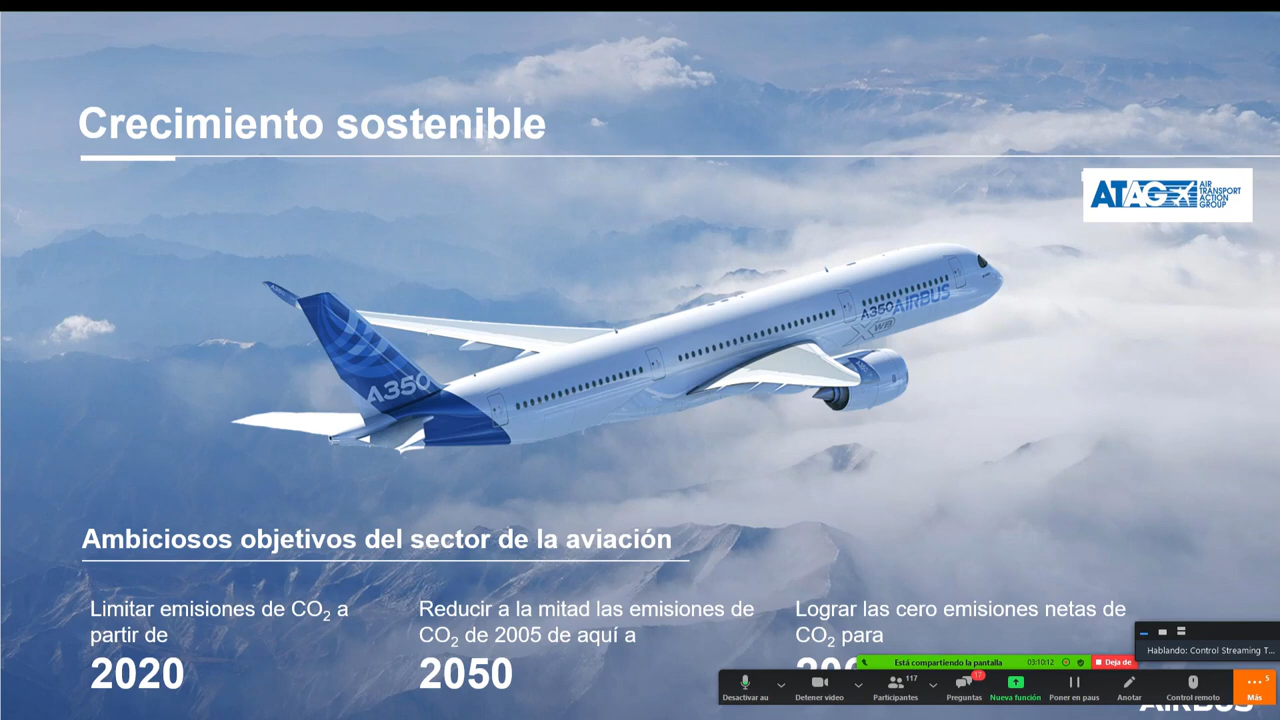 Crecimiento sostenible
ATAG AIR TRANSPORT ACTION GROUP
A350 AIRBUS
XWB
A350
Ambiciosos objetivos del sector de la aviación
Limitar emisiones de CO2 a
partir de
2020
Reducir a la mitad las emisiones de
CO2 de 2005 de aquí a
2050
Lograr las cero emisiones netas de
CO2 para
Hablando: Control Streaming T...
Está compartiendo la pantalla 03:10:12 Deja de
117 17 5
Desactivar au Detener vídeo Participantes Preguntas Nueva función Poner en paus Anotar Control remoto Más
AIRBUS